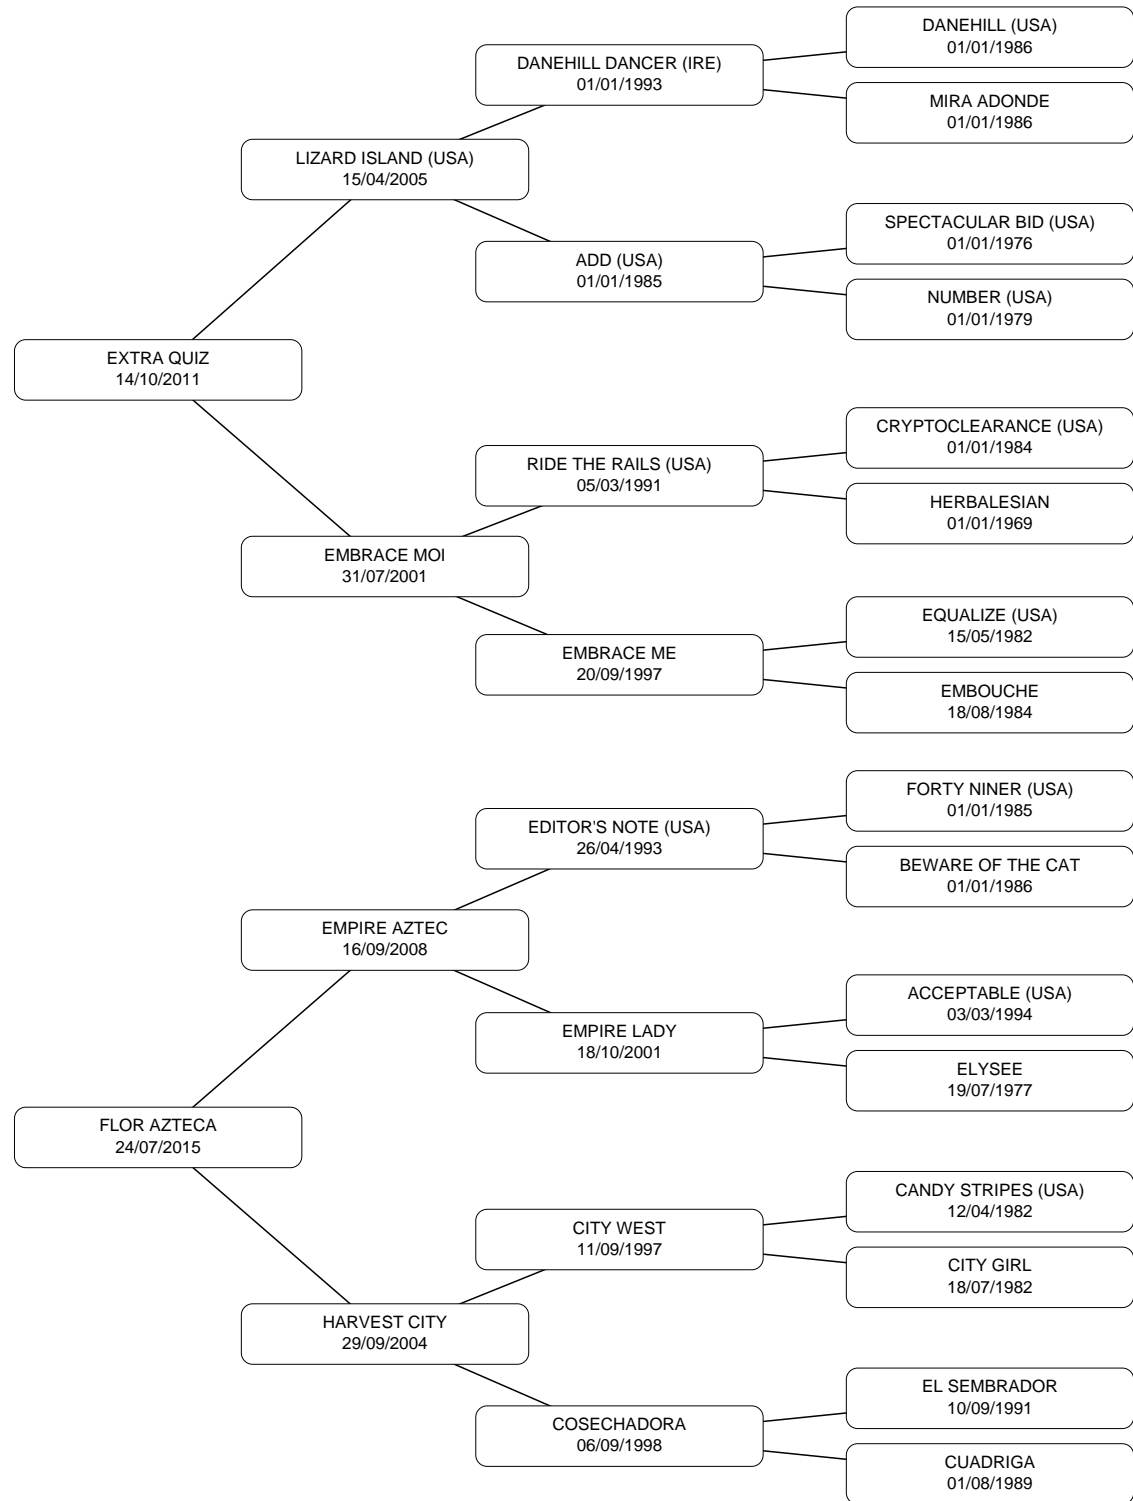 DANEHILL (USA)
01/01/1986
DANEHILL DANCER (IRE)
01/01/1993
MIRA ADONDE
01/01/1986
LIZARD ISLAND (USA)
15/04/2005
SPECTACULAR BID (USA)
01/01/1976
ADD (USA)
01/01/1985
NUMBER (USA)
01/01/1979
EXTRA QUIZ
14/10/2011
CRYPTOCLEARANCE (USA)
01/01/1984
RIDE THE RAILS (USA)
05/03/1991
HERBALESIAN
01/01/1969
EMBRACE MOI
31/07/2001
EQUALIZE (USA)
15/05/1982
EMBRACE ME
20/09/1997
EMBOUCHE
18/08/1984
FORTY NINER (USA)
01/01/1985
EDITOR'S NOTE (USA)
26/04/1993
BEWARE OF THE CAT
01/01/1986
EMPIRE AZTEC
16/09/2008
ACCEPTABLE (USA)
03/03/1994
EMPIRE LADY
18/10/2001
ELYSEE
19/07/1977
FLOR AZTECA
24/07/2015
CANDY STRIPES (USA)
12/04/1982
CITY WEST
11/09/1997
CITY GIRL
18/07/1982
HARVEST CITY
29/09/2004
EL SEMBRADOR
10/09/1991
COSECHADORA
06/09/1998
CUADRIGA
01/08/1989